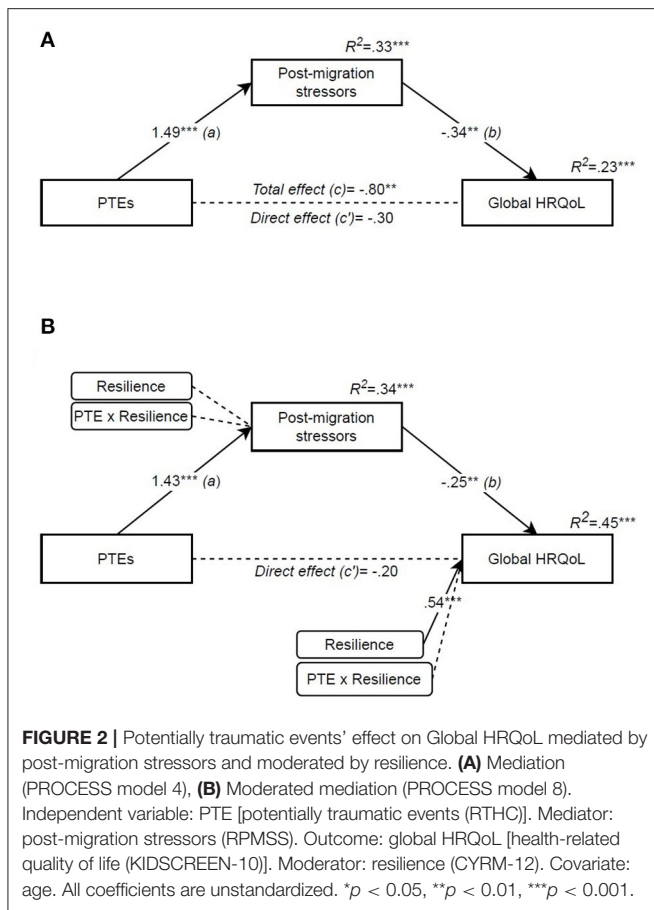 A
R²=.33***
Post-migration
stressors
1.49*** (a)
-.34** (b)
R²=.23***
PTEs
Total effect (c)= -.80**
Direct effect (c')= -.30
Global HRQoL
B
Resilience
PTE x Resilience
R²=.34***
Post-migration
stressors
1.43*** (a)
-.25** (b)
R²=.45***
PTEs
Direct effect (c')= -.20
Global HRQoL
.54***
Resilience
PTE x Resilience
FIGURE 2 | Potentially traumatic events' effect on Global HRQoL mediated by
post-migration stressors and moderated by resilience. (A) Mediation
(PROCESS model 4), (B) Moderated mediation (PROCESS model 8).
Independent variable: PTE [potentially traumatic events (RTHC)]. Mediator:
post-migration stressors (RPMSS). Outcome: global HRQoL [health-related
quality of life (KIDSCREEN-10)]. Moderator: resilience (CYRM-12). Covariate:
age. All coefficients are unstandardized. *p < 0.05, **p < 0.01, ***p < 0.001.